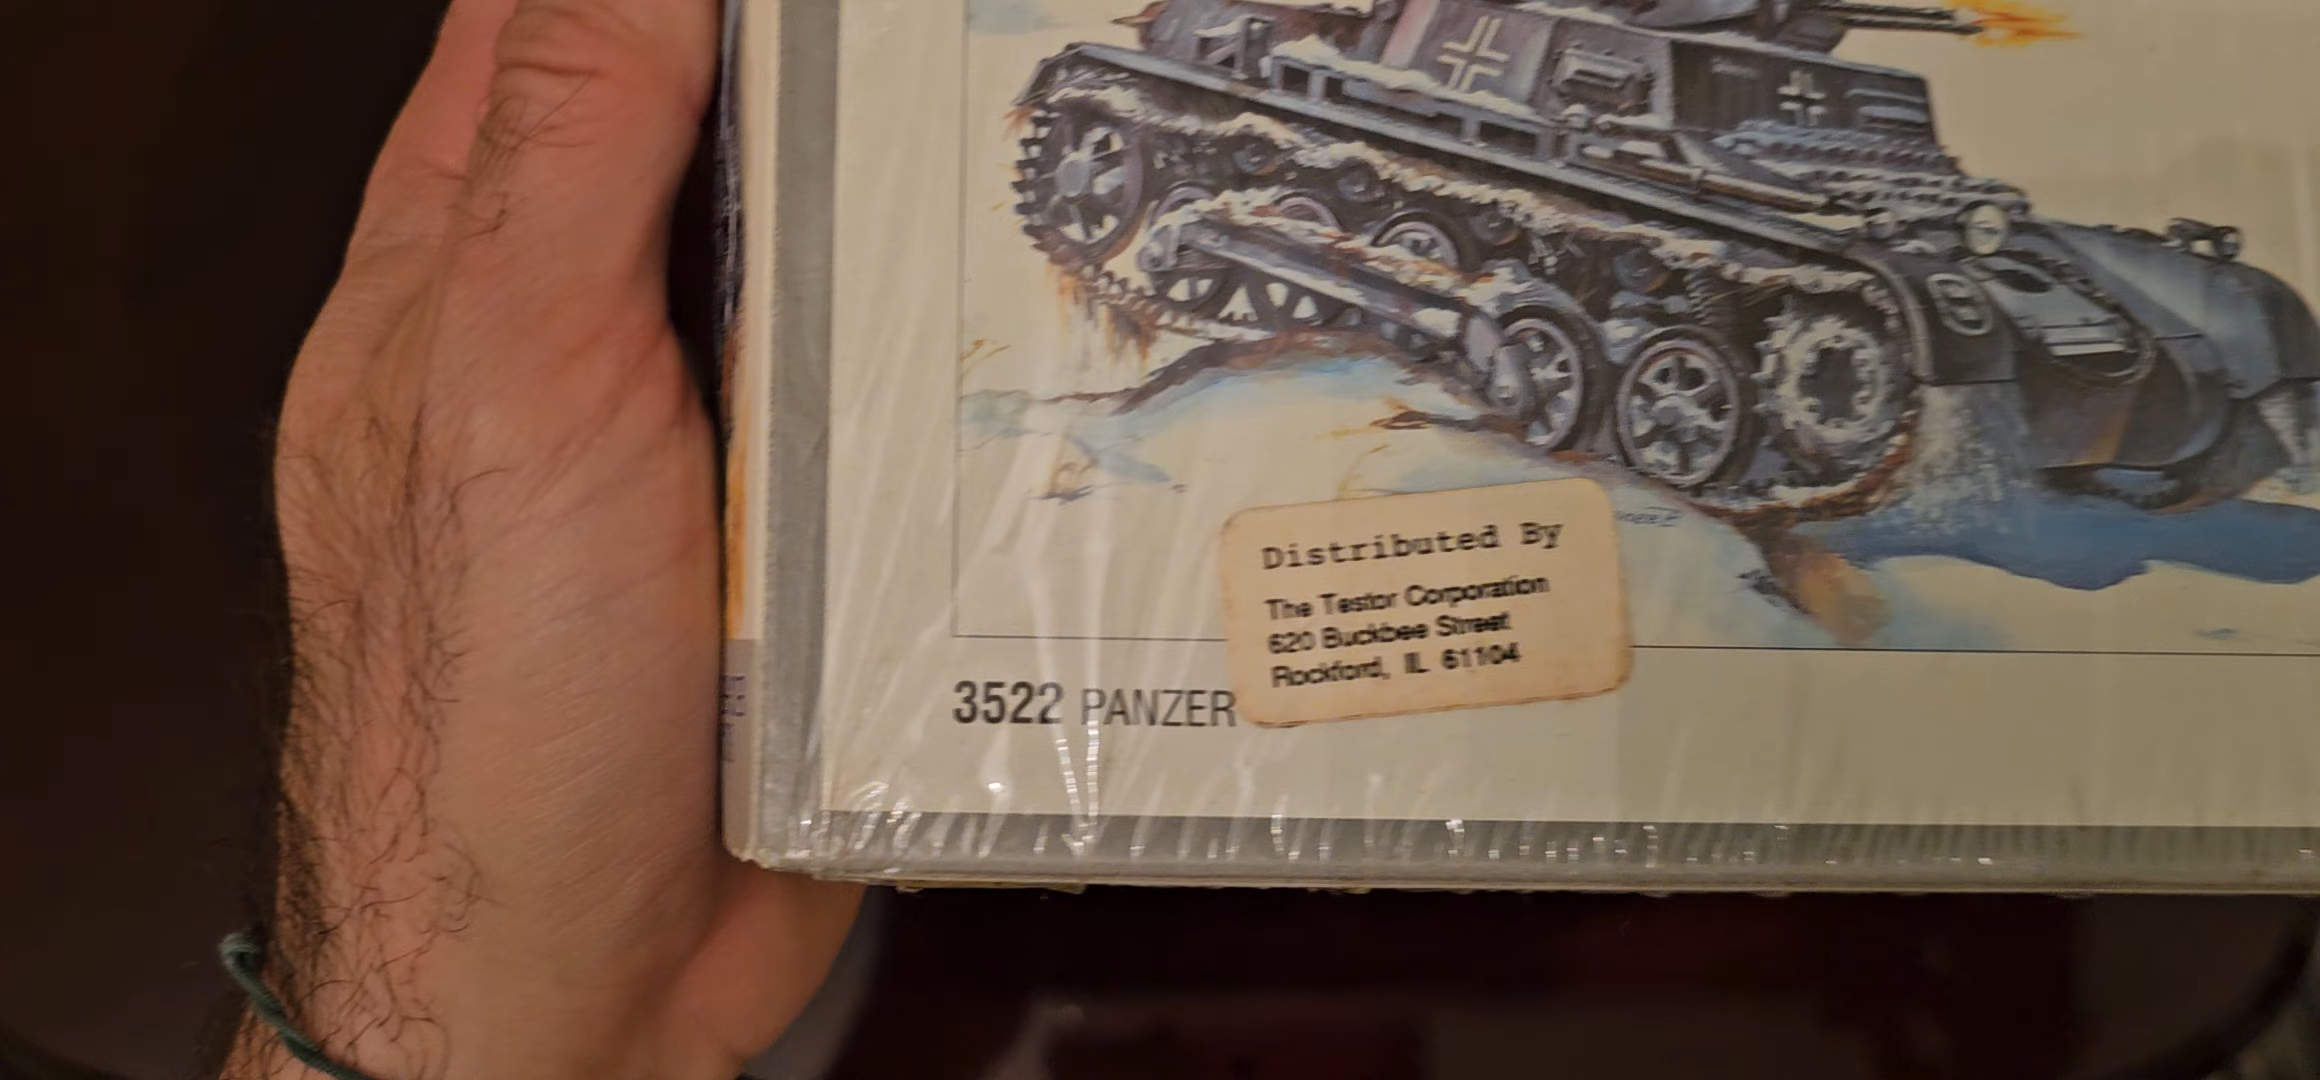 Distributed By
The Testor Corporation
620 Buckbee Street
Rockford, IL 61104
3522 PANZER